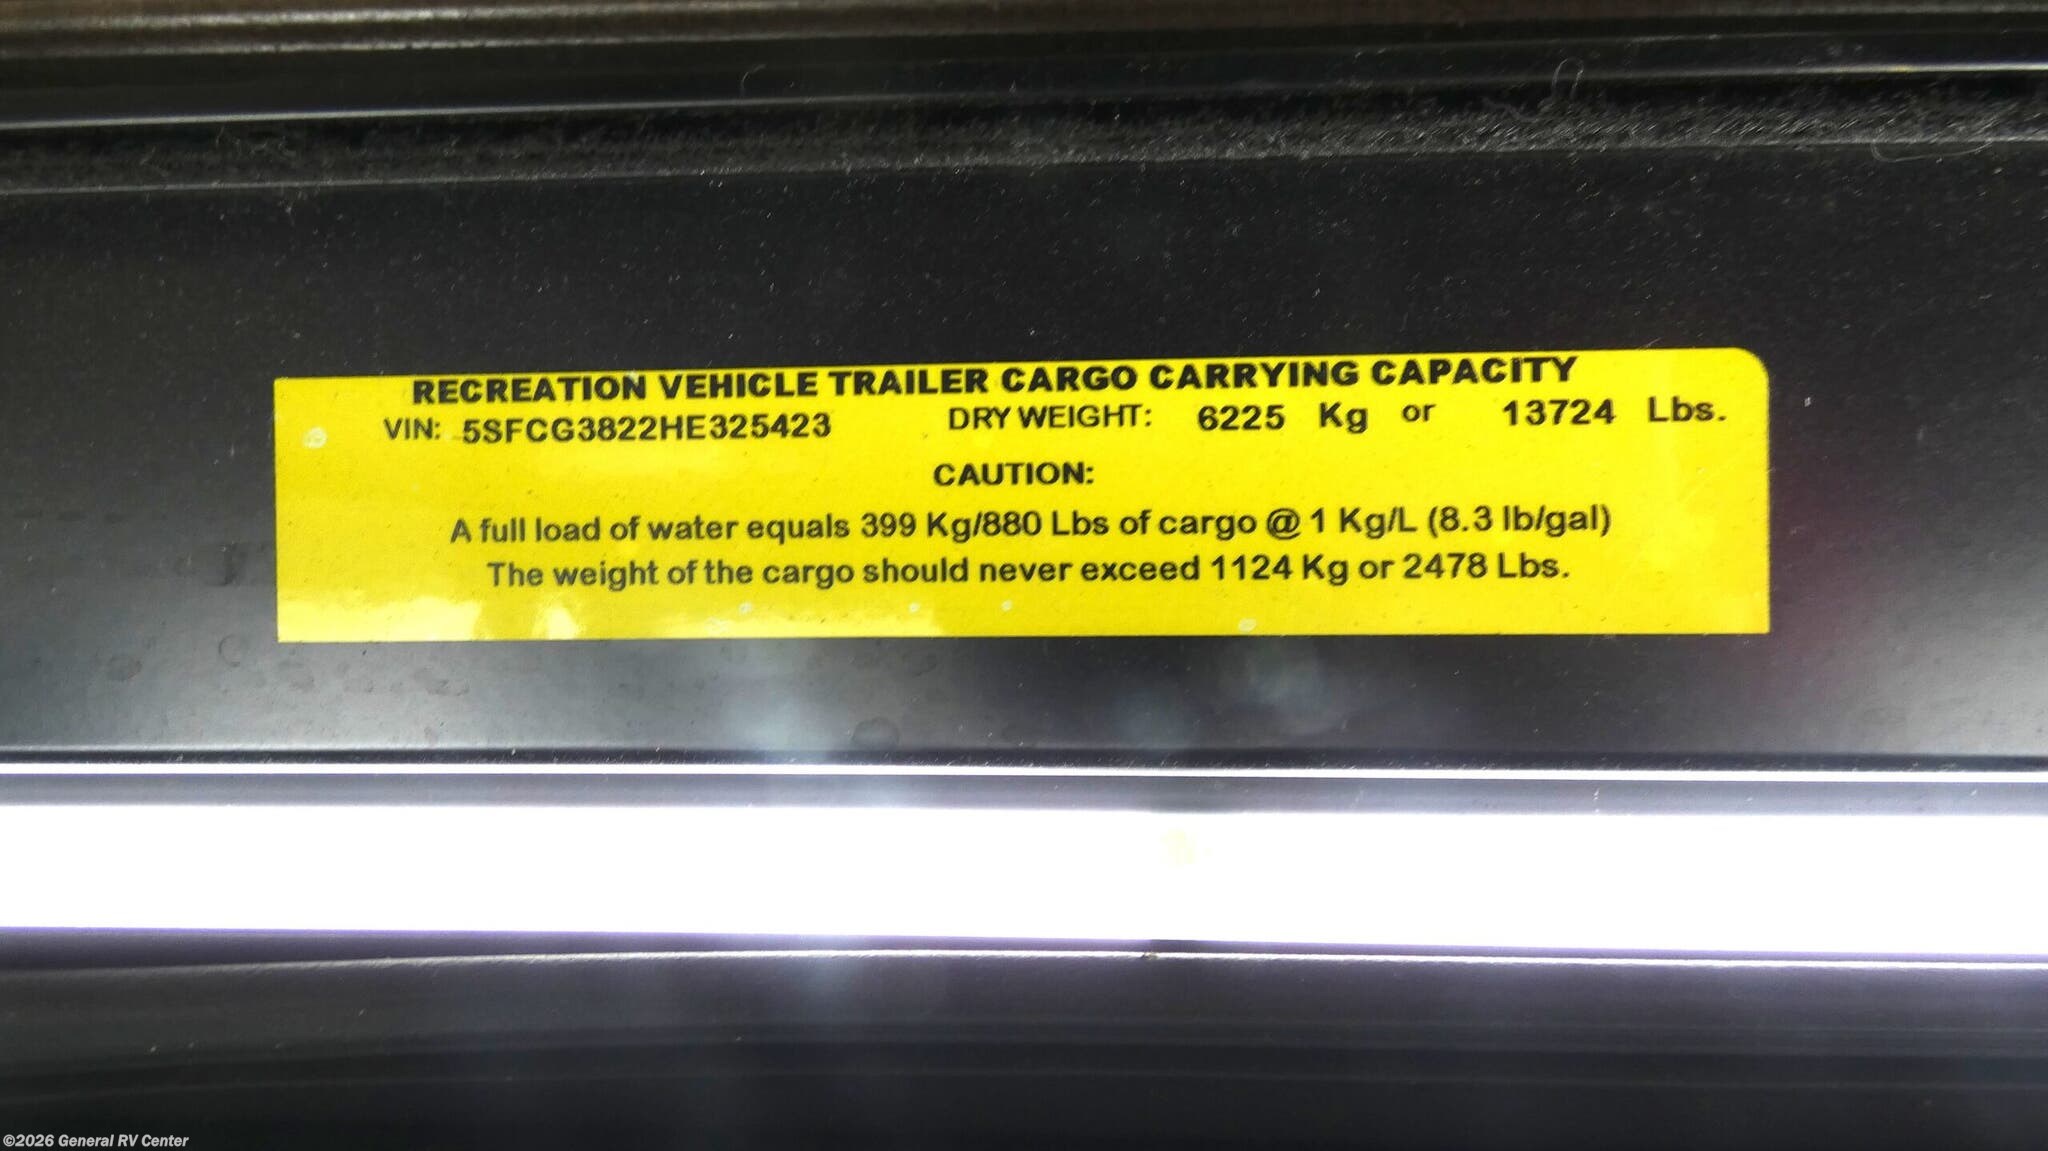 RECREATION VEHICLE TRAILER CARGO CARRYING CAPACITY
VIN: 5SFCG3822HE325423 DRY WEIGHT: 6225 Kg or 13724 Lbs.
CAUTION:
A full load of water equals 399 Kg/880 Lbs of cargo @ 1 Kg/L (8.3 lb/gal)
The weight of the cargo should never exceed 1124 Kg or 2478 Lbs.
©2026 General RV Center